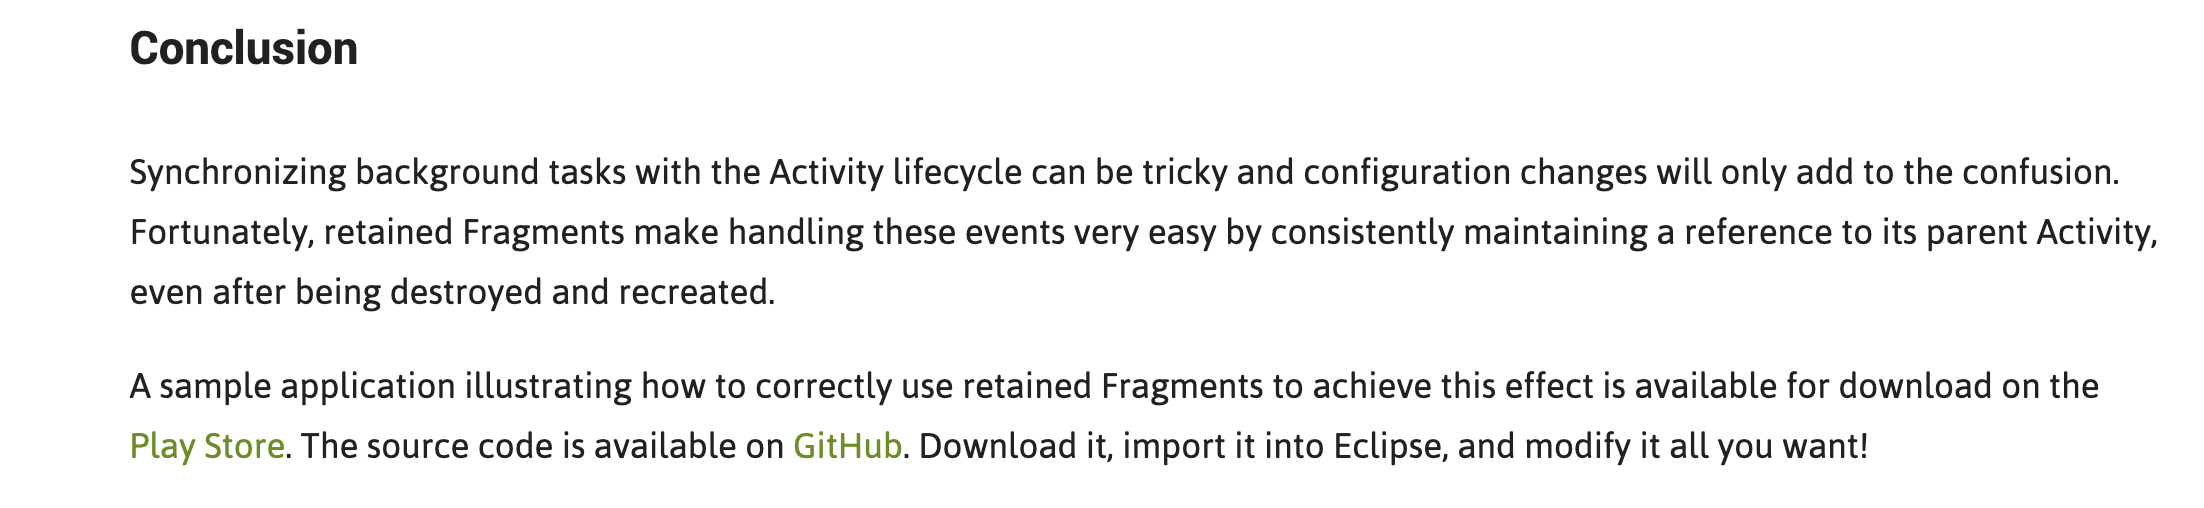 Conclusion
Synchronizing background tasks with the Activity lifecycle can be tricky and configuration changes will only add to the confusion.
Fortunately, retained Fragments make handling these events very easy by consistently maintaining a reference to its parent Activity,
even after being destroyed and recreated.
A sample application illustrating how to correctly use retained Fragments to achieve this effect is available for download on the
Play Store. The source code is available on GitHub. Download it, import it into Eclipse, and modify it all you want!